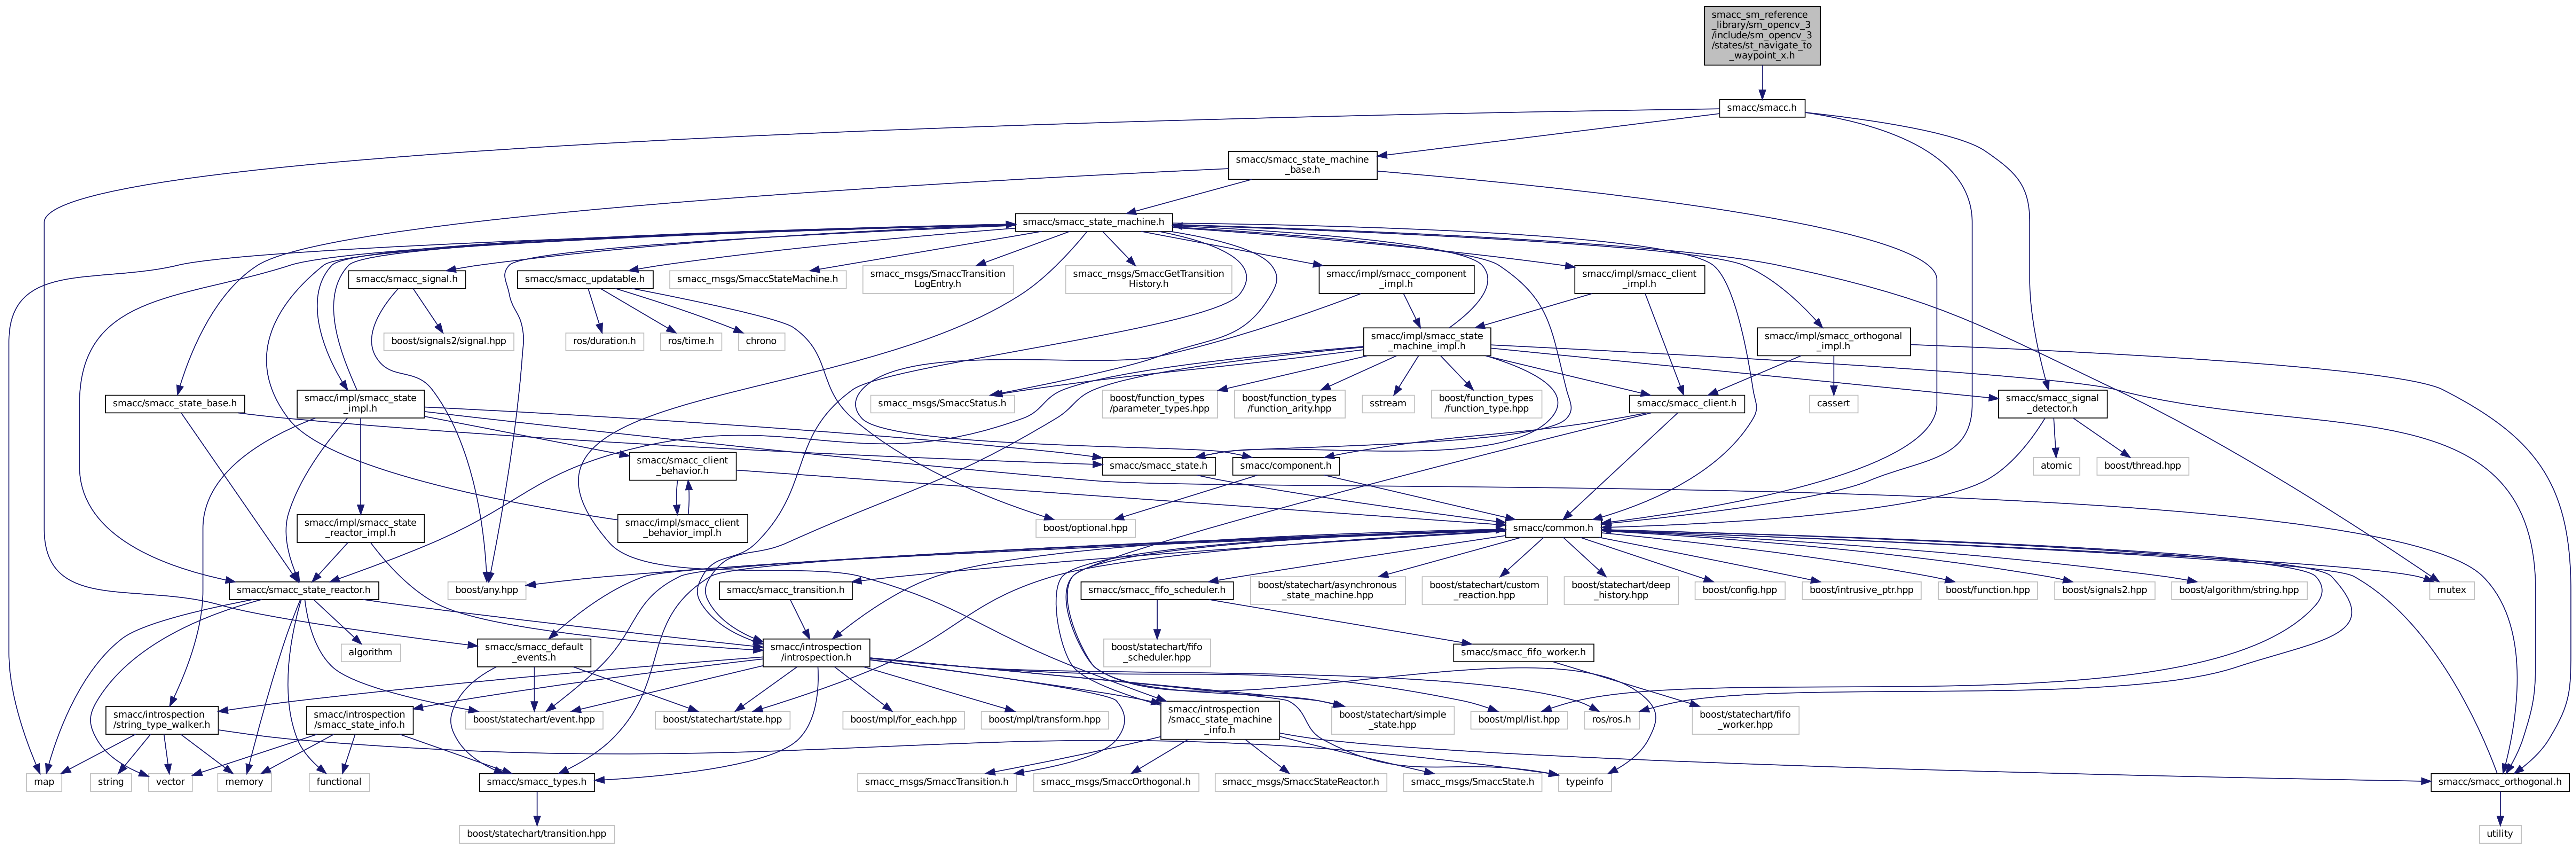 smacc_sm_reference
_library/sm_opencv_3
/include/sm_opencv_3
/states/st_navigate_to
_waypoint_x.h
smacc/smacc.h
smacc/smacc_state_machine
_base.h
smacc/smacc_state_machine.h
smacc/smacc_signal.h
smacc/smacc_updatable.h
smacc_msgs/SmaccStateMachine.h
smacc_msgs/SmaccTransition
LogEntry.h
smacc_msgs/SmaccGetTransition
History.h
smacc/impl/smacc_component
_impl.h
smacc/impl/smacc_client
_impl.h
boost/signals2/signal.hpp
ros/duration.h
ros/time.h
chrono
smacc/impl/smacc_state
_machine_impl.h
smacc/impl/smacc_orthogonal
_impl.h
smacc/smacc_state_base.h
smacc/impl/smacc_state
_impl.h
smacc_msgs/SmaccStatus.h
boost/function_types
/parameter_types.hpp
boost/function_types
/function_arity.hpp
sstream
boost/function_types
/function_type.hpp
smacc/smacc_client.h
cassert
smacc/smacc_signal
_detector.h
smacc/smacc_client
_behavior.h
smacc/smacc_state.h
smacc/component.h
atomic
boost/thread.hpp
smacc/impl/smacc_state
_reactor_impl.h
smacc/impl/smacc_client
_behavior_impl.h
boost/optional.hpp
smacc/common.h
smacc/smacc_state_reactor.h
boost/any.hpp
smacc/smacc_transition.h
smacc/smacc_fifo_scheduler.h
boost/statechart/asynchronous
_state_machine.hpp
boost/statechart/custom
_reaction.hpp
boost/statechart/deep
_history.hpp
boost/config.hpp
boost/intrusive_ptr.hpp
boost/function.hpp
boost/signals2.hpp
boost/algorithm/string.hpp
mutex
algorithm
smacc/smacc_default
_events.h
smacc/introspection
/introspection.h
boost/statechart/fifo
_scheduler.hpp
smacc/smacc_fifo_worker.h
smacc/introspection
/string_type_walker.h
smacc/introspection
/smacc_state_info.h
boost/statechart/event.hpp
boost/statechart/state.hpp
boost/mpl/for_each.hpp
boost/mpl/transform.hpp
smacc/introspection
/smacc_state_machine
_info.h
boost/statechart/simple
_state.hpp
boost/mpl/list.hpp
ros/ros.h
boost/statechart/fifo
_worker.hpp
map
string
vector
memory
functional
smacc/smacc_types.h
smacc_msgs/SmaccTransition.h
smacc_msgs/SmaccOrthogonal.h
smacc_msgs/SmaccStateReactor.h
smacc_msgs/SmaccState.h
typeinfo
smacc/smacc_orthogonal.h
boost/statechart/transition.hpp
utility